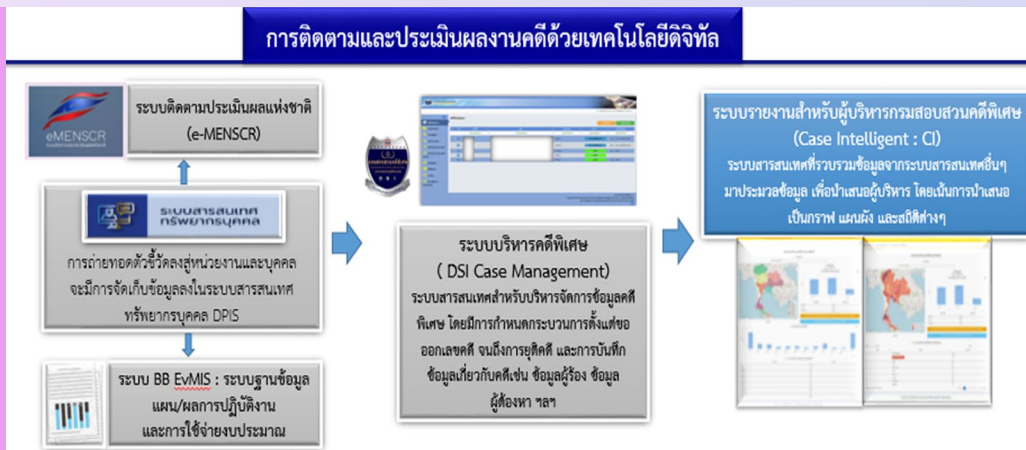 การติดตามและประเมินผลงานคดีด้วยเทคโนโลยีดิจิทัล
eMENSCR
ระบบติดตามประเมินผลแห่งชาติ
(e-MENSCR)
ระบบสารสนเทศ
ทรัพยากรบุคคล
การถ่ายทอดตัวชี้วัดลงสู่หน่วยงานและบุคคล
จะมีการจัดเก็บข้อมูลลงในระบบสารสนเทศ
ทรัพยากรบุคคล DPIS
ระบบ BB EvMIS : ระบบฐานข้อมูล
แผน/ผลการปฏิบัติงาน
และการใช้จ่ายงบประมาณ
ระบบบริหารคดีพิเศษ
( DSI Case Management)
ระบบสารสนเทศสำหรับบริหารจัดการข้อมูลคดี
พิเศษ โดยมีการกำหนดกระบวนการตั้งแต่ขอ
ออกเลขคดี จนถึงการยุติคดี และการบันทึก
ข้อมูลเกี่ยวกับคดีเช่น ข้อมูลผู้ร้อง ข้อมูล
ผู้ต้องหา ฯลฯ
ระบบรายงานสำหรับผู้บริหารกรมสอบสวนคดีพิเศษ
(Case Intelligent : CI)
ระบบสารสนเทศที่รวบรวมข้อมูลจากระบบสารสนเทศอื่นๆ
มาประมวลข้อมูล เพื่อนำเสนอผู้บริหาร โดยเน้นการนำเสนอ
เป็นกราฟ แผนผัง และสถิติต่างๆ